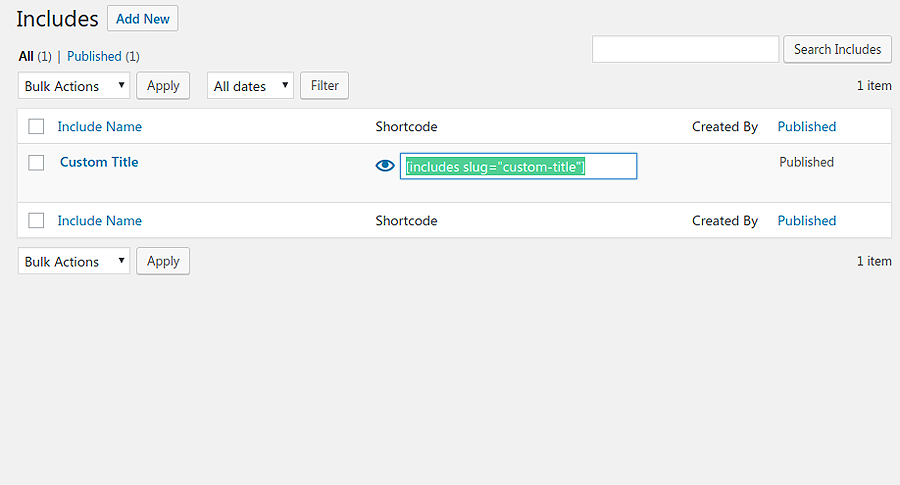 Includes Add New
All (1) | Published (1)
Search Includes
Bulk Actions Apply All dates Filter 1 item
Include Name Shortcode Created By Published
Custom Title [includes slug="custom-title"] Published
Include Name Shortcode Created By Published
Bulk Actions Apply 1 item